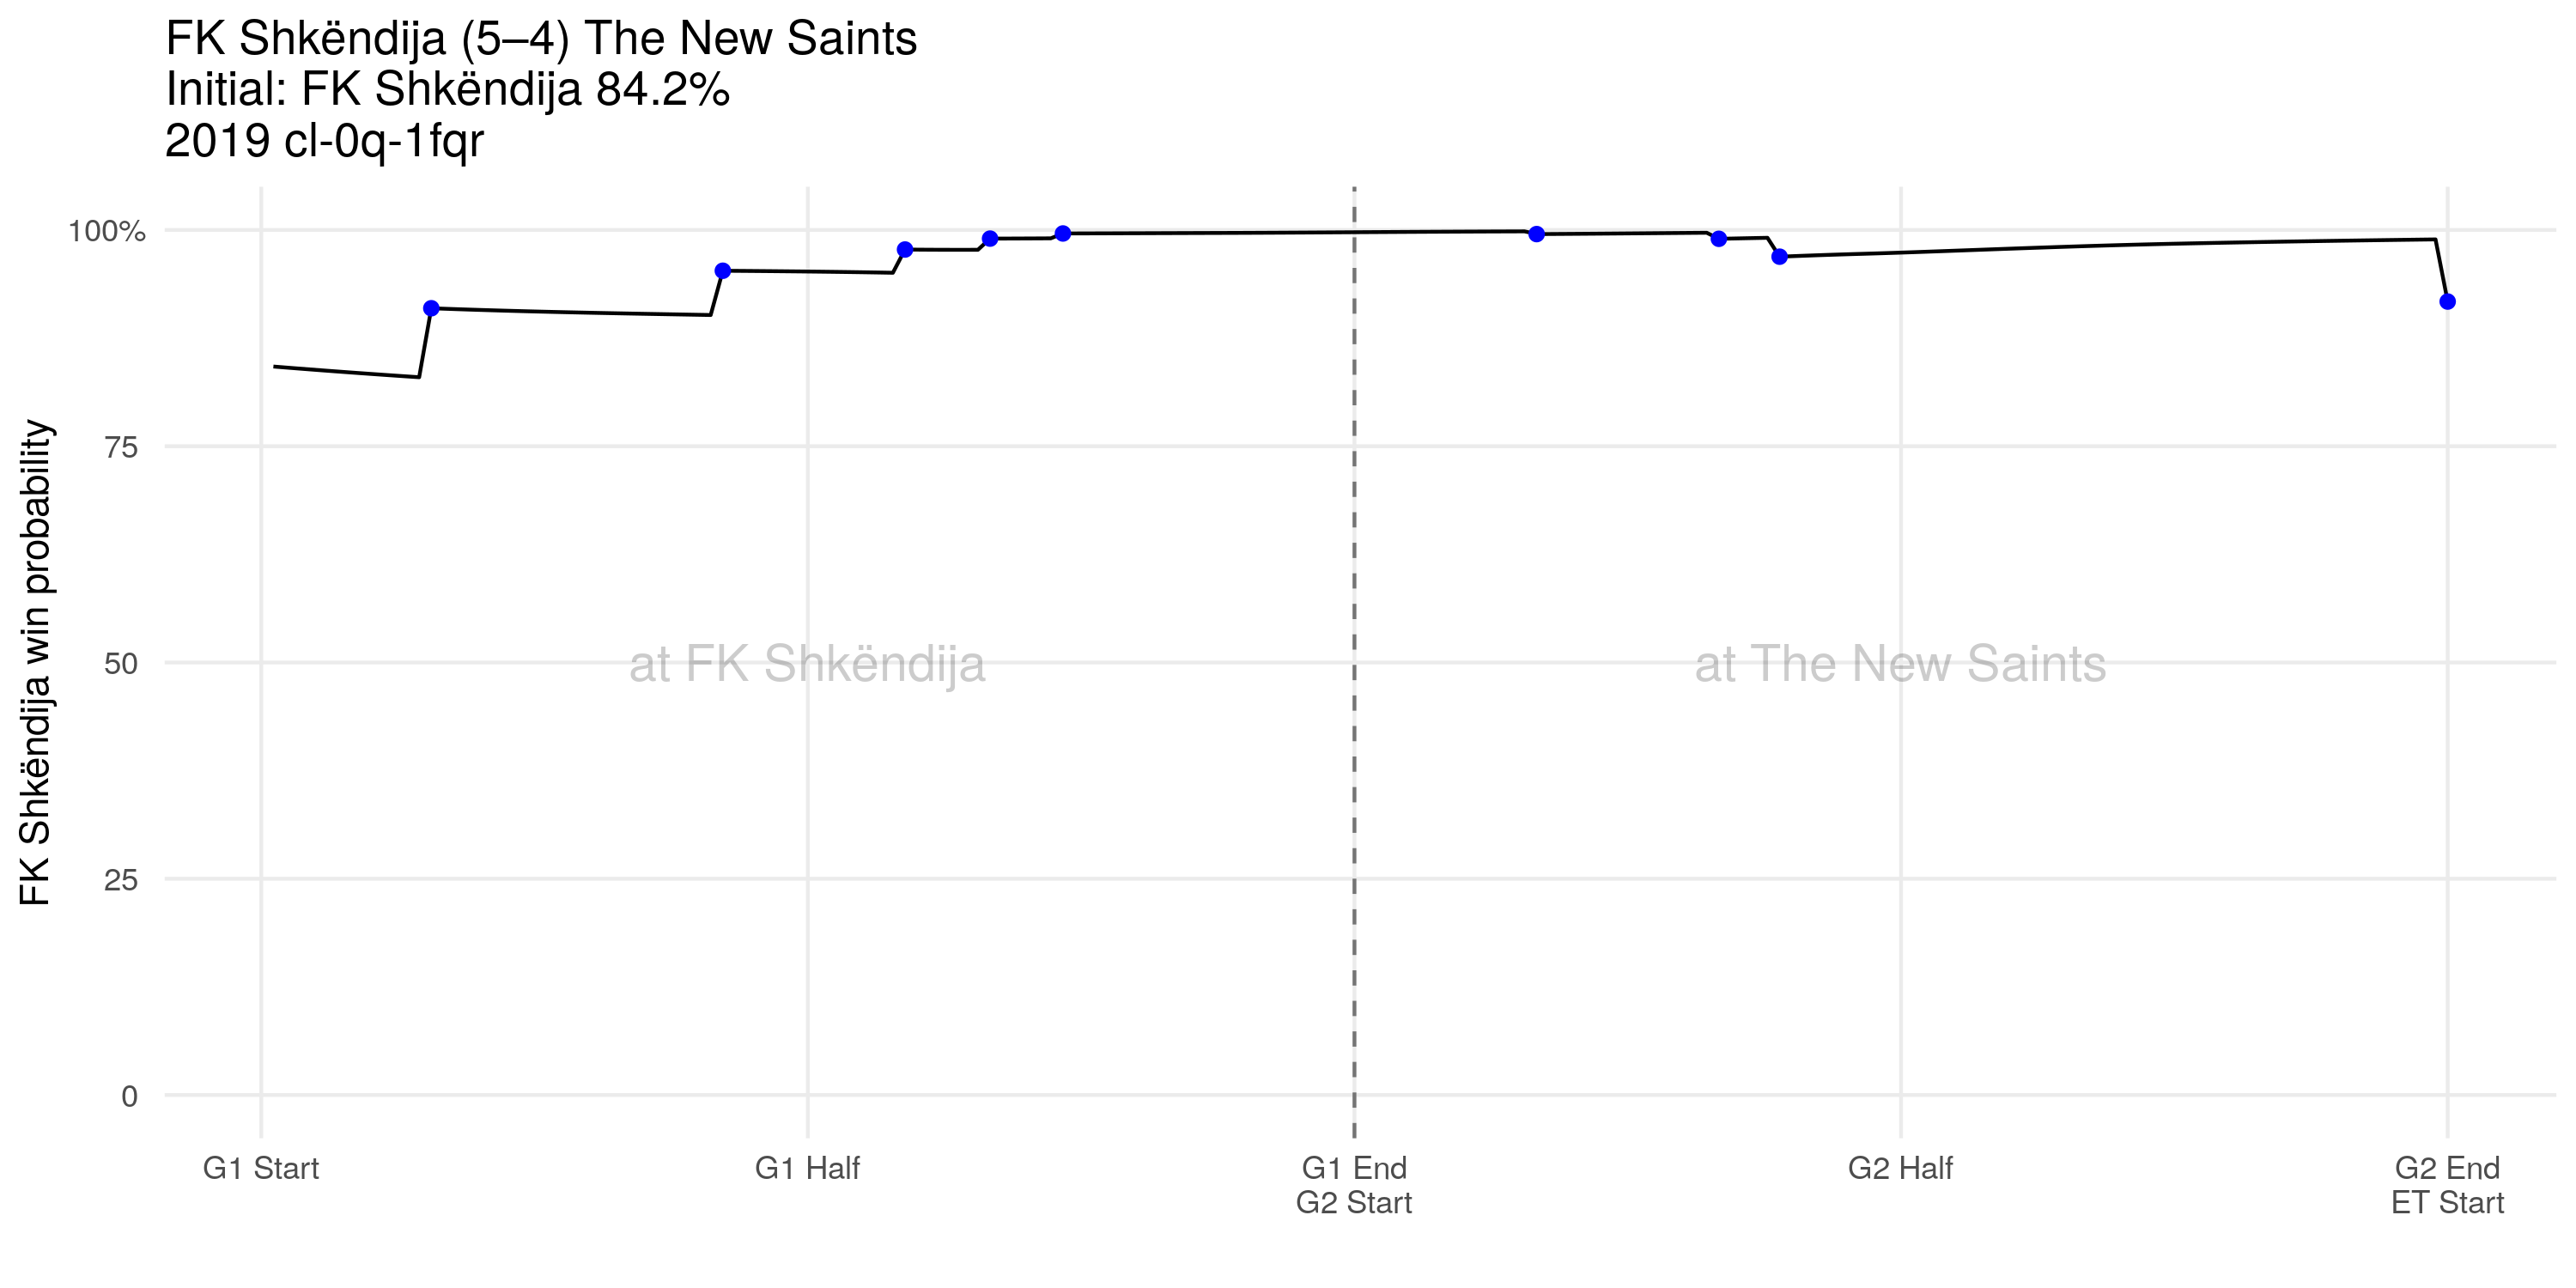 FK Shkëndija (5–4) The New Saints
Initial: FK Shkëndija 84.2%
2019 cl-0q-1fqr
FK Shkëndija win probability
100%
75
50
25
0
at FK Shkëndija
at The New Saints
G1 Start
G1 Half
G1 End
G2 Start
G2 Half
G2 End
ET Start